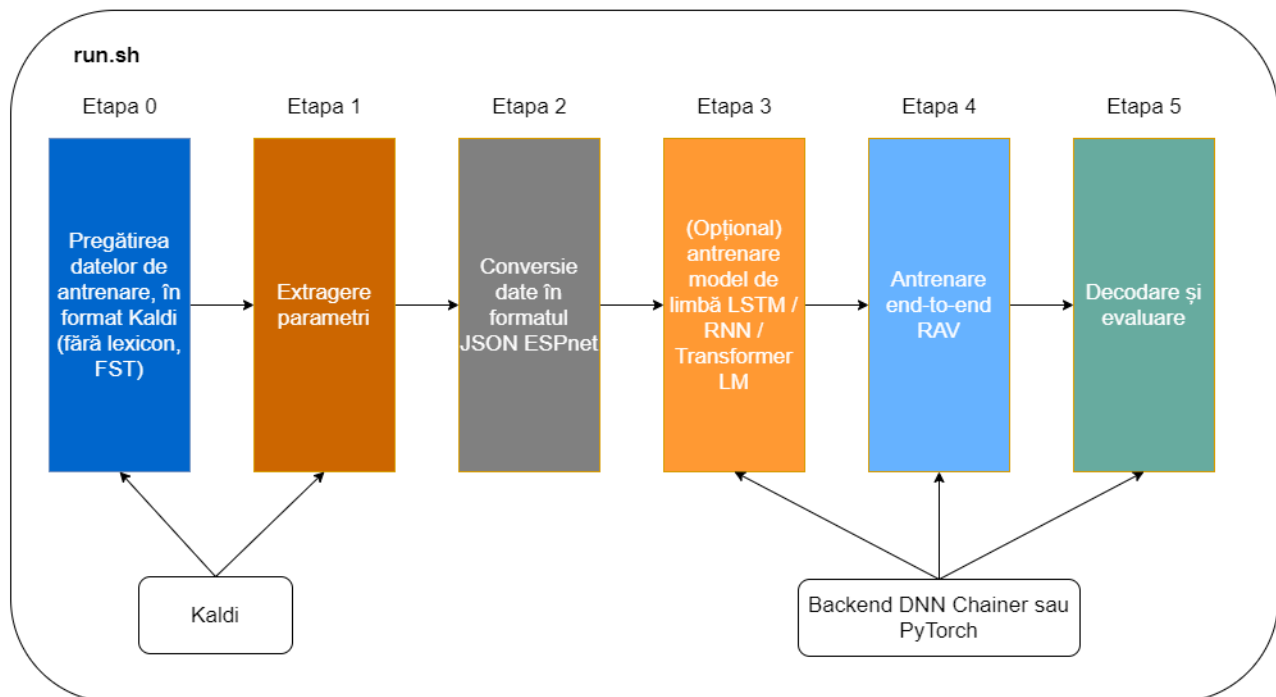 run.sh
Etapa 0
Etapa 1
Etapa 2
Etapa 3
Etapa 4
Etapa 5
Pregătirea
datelor de
antrenare, în
format Kaldi
(fără lexicon,
FST)
Extragere
parametri
Conversie
date în
formatul
JSON ESPnet
(Opțional)
antrenare
model de
limbă LSTM /
RNN /
Transformer
LM
Antrenare
end-to-end
RAV
Decodare și
evaluare
Kaldi
Backend DNN Chainer sau
PyTorch